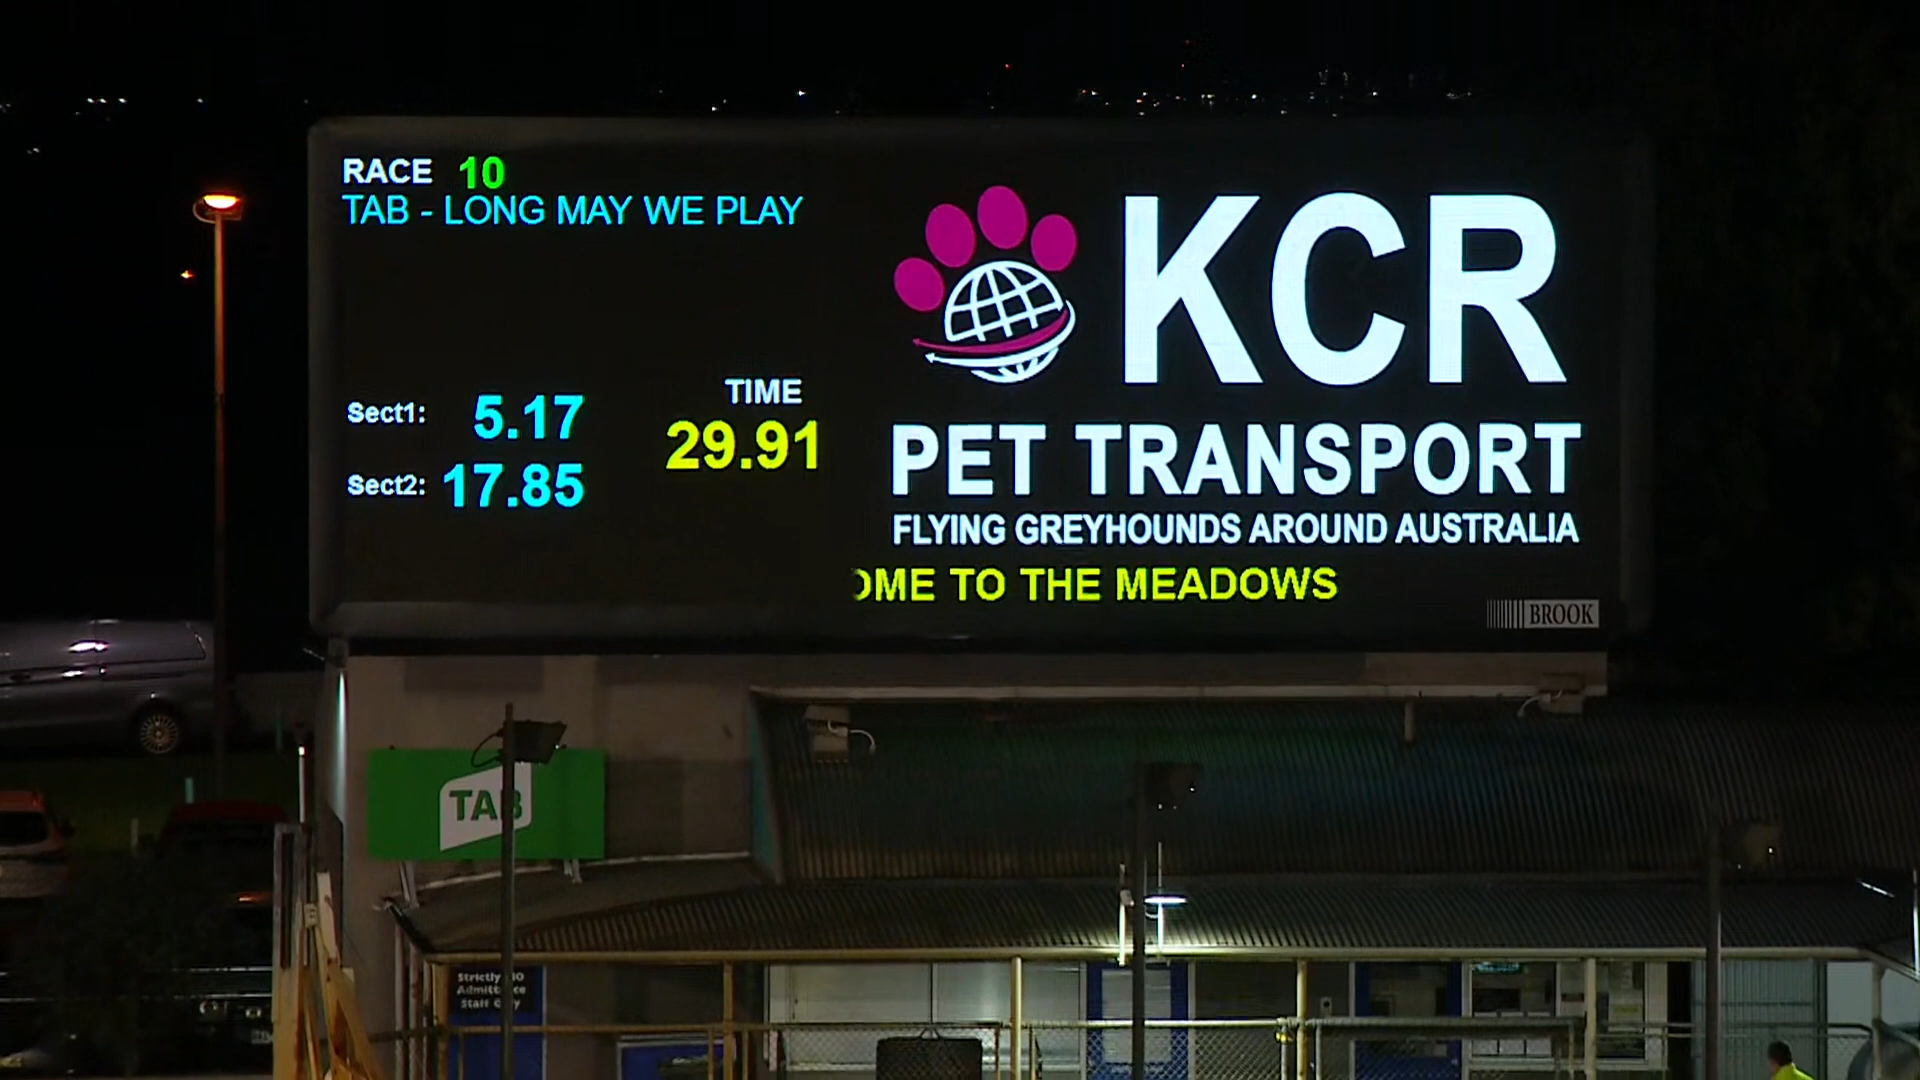 RACE 10
TAB - LONG MAY WE PLAY
Sect1: 5.17
Sect2: 17.85
TIME
29.91
KCR
PET TRANSPORT
FLYING GREYHOUNDS AROUND AUSTRALIA
OME TO THE MEADOWS
BROOK
TAB
Strictly NO
Admittance
Staff Only